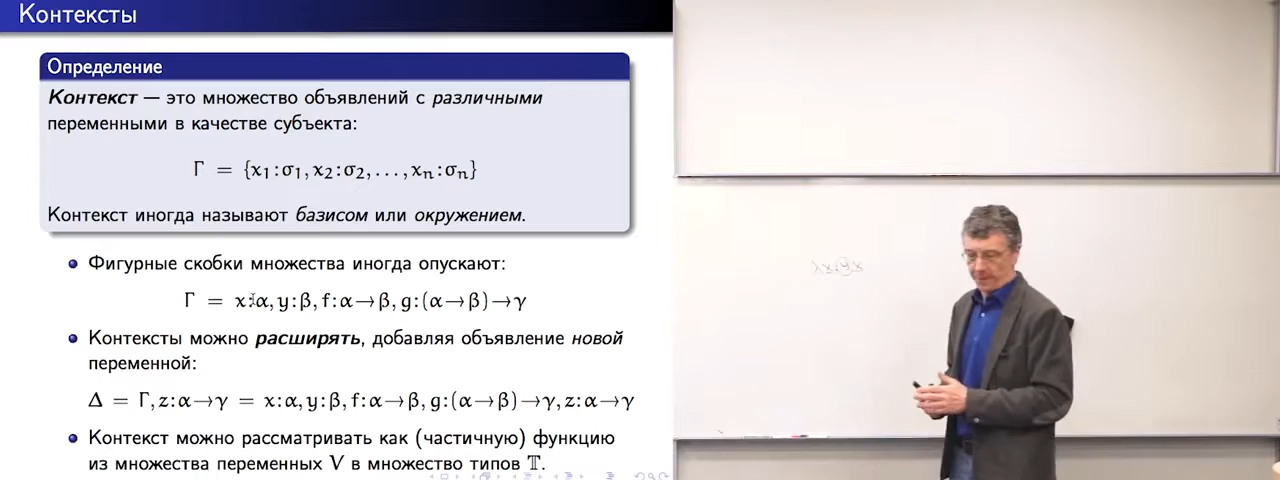 Контексты
Определение
Контекст — это множество объявлений с различными
переменными в качестве субъекта:
Γ = {x₁:σ₁, x₂:σ₂, …, xₙ:σₙ}
Контекст иногда называют базисом или окружением.
Фигурные скобки множества иногда опускают:
Γ = x:α, y:β, f:α→β, g:(α→β)→γ
Контексты можно расширять, добавляя объявление новой
переменной:
Δ = Γ, z:α→γ = x:α, y:β, f:α→β, g:(α→β)→γ, z:α→γ
Контекст можно рассматривать как (частичную) функцию
из множества переменных V в множество типов 𝕋.